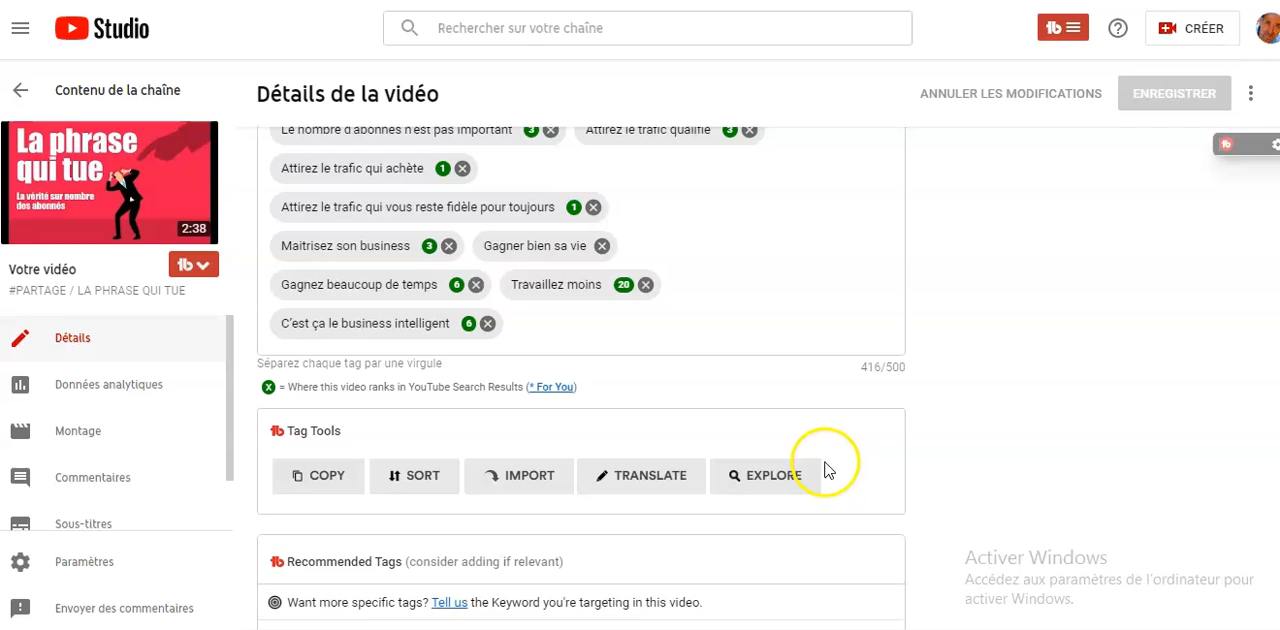 Studio
Rechercher sur votre chaîne
CRÉER
Contenu de la chaîne
Détails de la vidéo
ANNULER LES MODIFICATIONS
ENREGISTRER
La phrase
qui tue
La vérité sur nombre
des abonnés
2:38
Votre vidéo
#PARTAGE / LA PHRASE QUI TUE
Détails
Données analytiques
Montage
Commentaires
Sous-titres
Paramètres
Envoyer des commentaires
Le nombre d'abonnés n'est pas important 3 Attirez le trafic qualifié 3
Attirez le trafic qui achète 1
Attirez le trafic qui vous reste fidèle pour toujours 1
Maitrisez son business 3 Gagner bien sa vie
Gagnez beaucoup de temps 6 Travaillez moins 20
C'est ça le business intelligent 6
Séparez chaque tag par une virgule
416/500
X = Where this video ranks in YouTube Search Results (* For You)
tb Tag Tools
COPY SORT IMPORT TRANSLATE EXPLORE
tb Recommended Tags (consider adding if relevant)
Want more specific tags? Tell us the Keyword you're targeting in this video.
Activer Windows
Accédez aux paramètres de l'ordinateur pour
activer Windows.